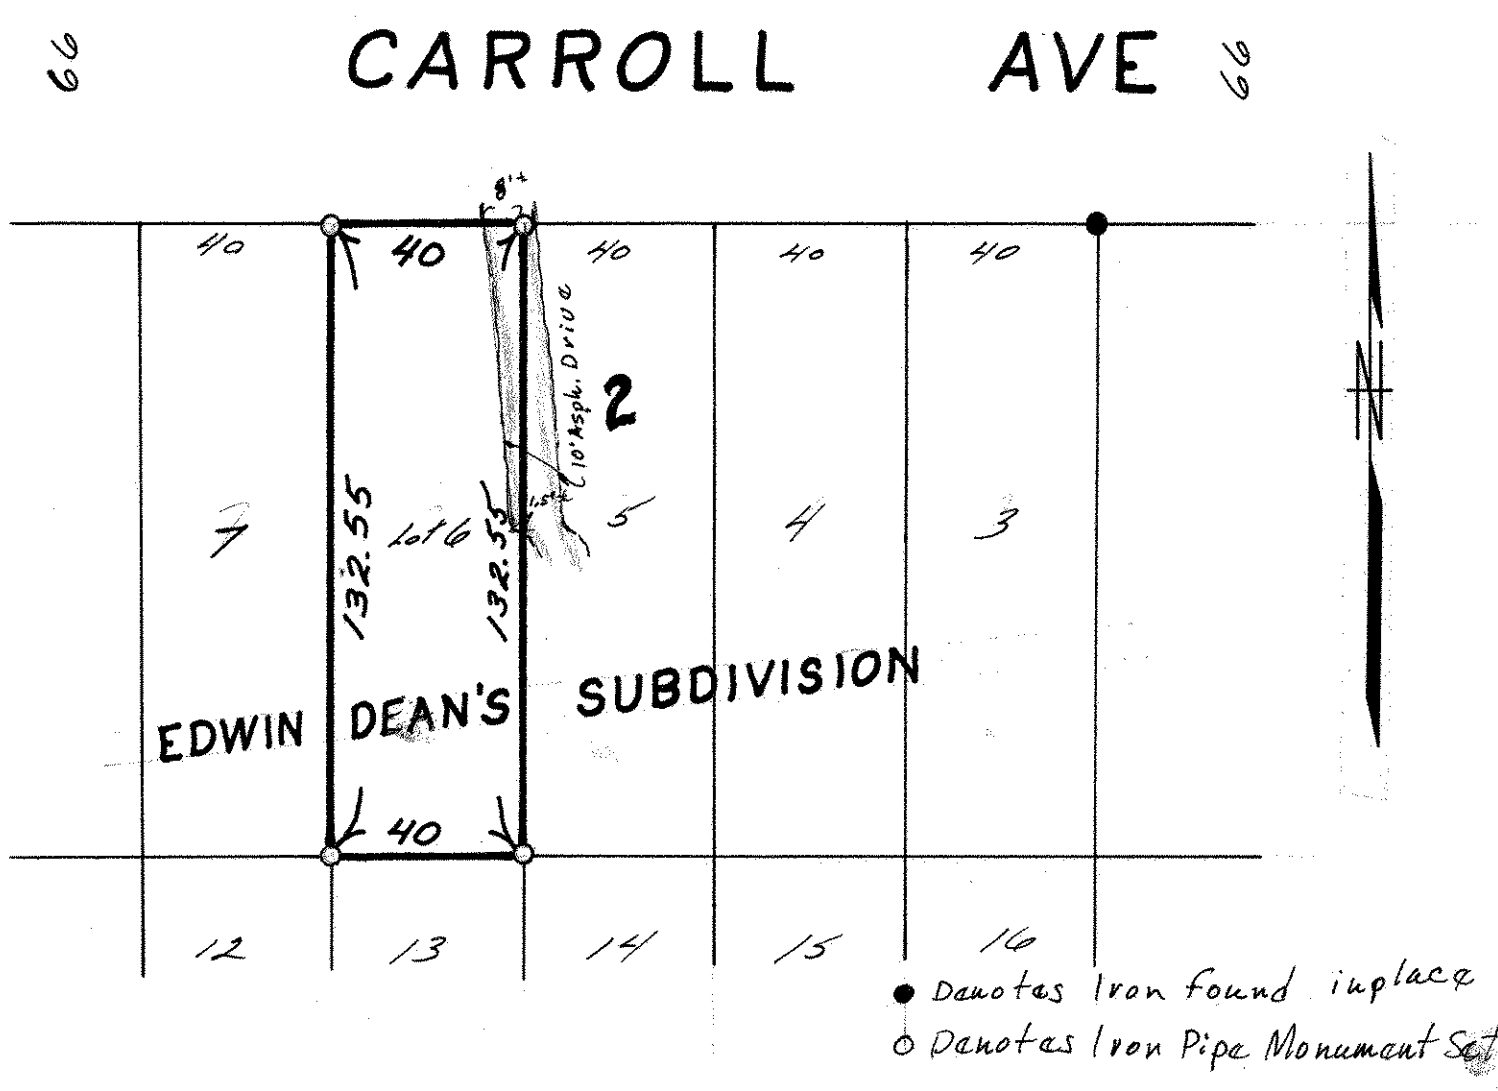 66 CARROLL AVE 66
8'±
40 40 40 40 40
10' Asph. Drive
2
N
1.5'±
7 Lot 6 5 4 3
132.55 132.55
EDWIN DEAN'S SUBDIVISION
40
12 13 14 15 16
Denotes Iron found inplace
Denotes Iron Pipe Monument Set